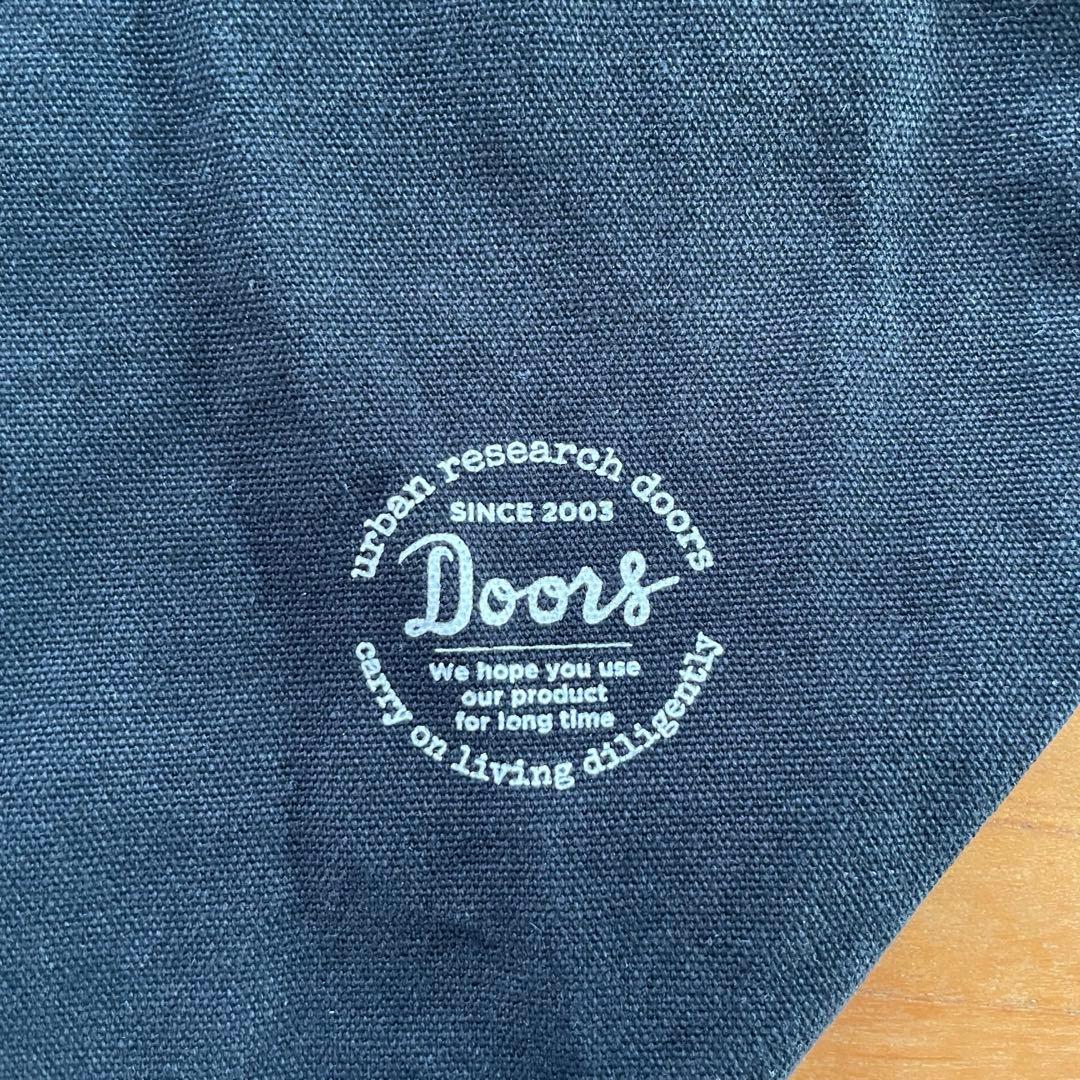 urban research doors
SINCE 2003
Doors
We hope you use
our product
for long time
carry on living diligently